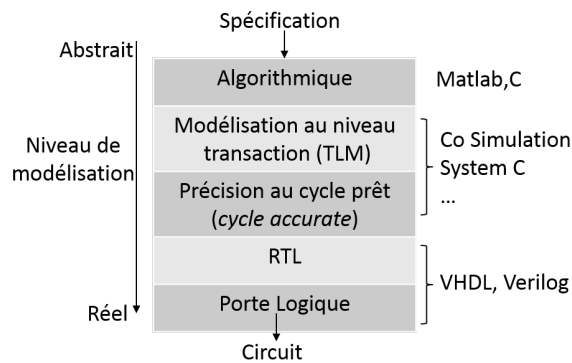 Spécification
Abstrait
Algorithmique
Matlab,C
Modélisation au niveau
transaction (TLM)
Niveau de
modélisation
Co Simulation
System C
...
Précision au cycle prêt
(cycle accurate)
RTL
VHDL, Verilog
Réel
Porte Logique
Circuit